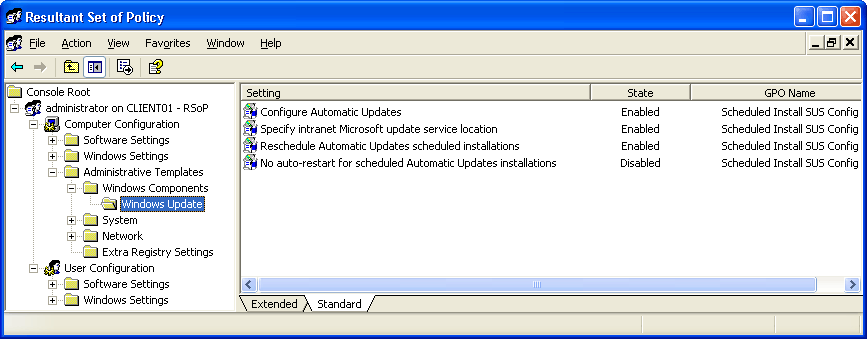 Resultant Set of Policy
File Action View Favorites Window Help
Console Root
administrator on CLIENT01 - RSoP
Computer Configuration
Software Settings
Windows Settings
Administrative Templates
Windows Components
Windows Update
System
Network
Extra Registry Settings
User Configuration
Software Settings
Windows Settings
Setting State GPO Name
Configure Automatic Updates Enabled Scheduled Install SUS Config
Specify intranet Microsoft update service location Enabled Scheduled Install SUS Config
Reschedule Automatic Updates scheduled installations Enabled Scheduled Install SUS Config
No auto-restart for scheduled Automatic Updates installations Disabled Scheduled Install SUS Config
Extended Standard